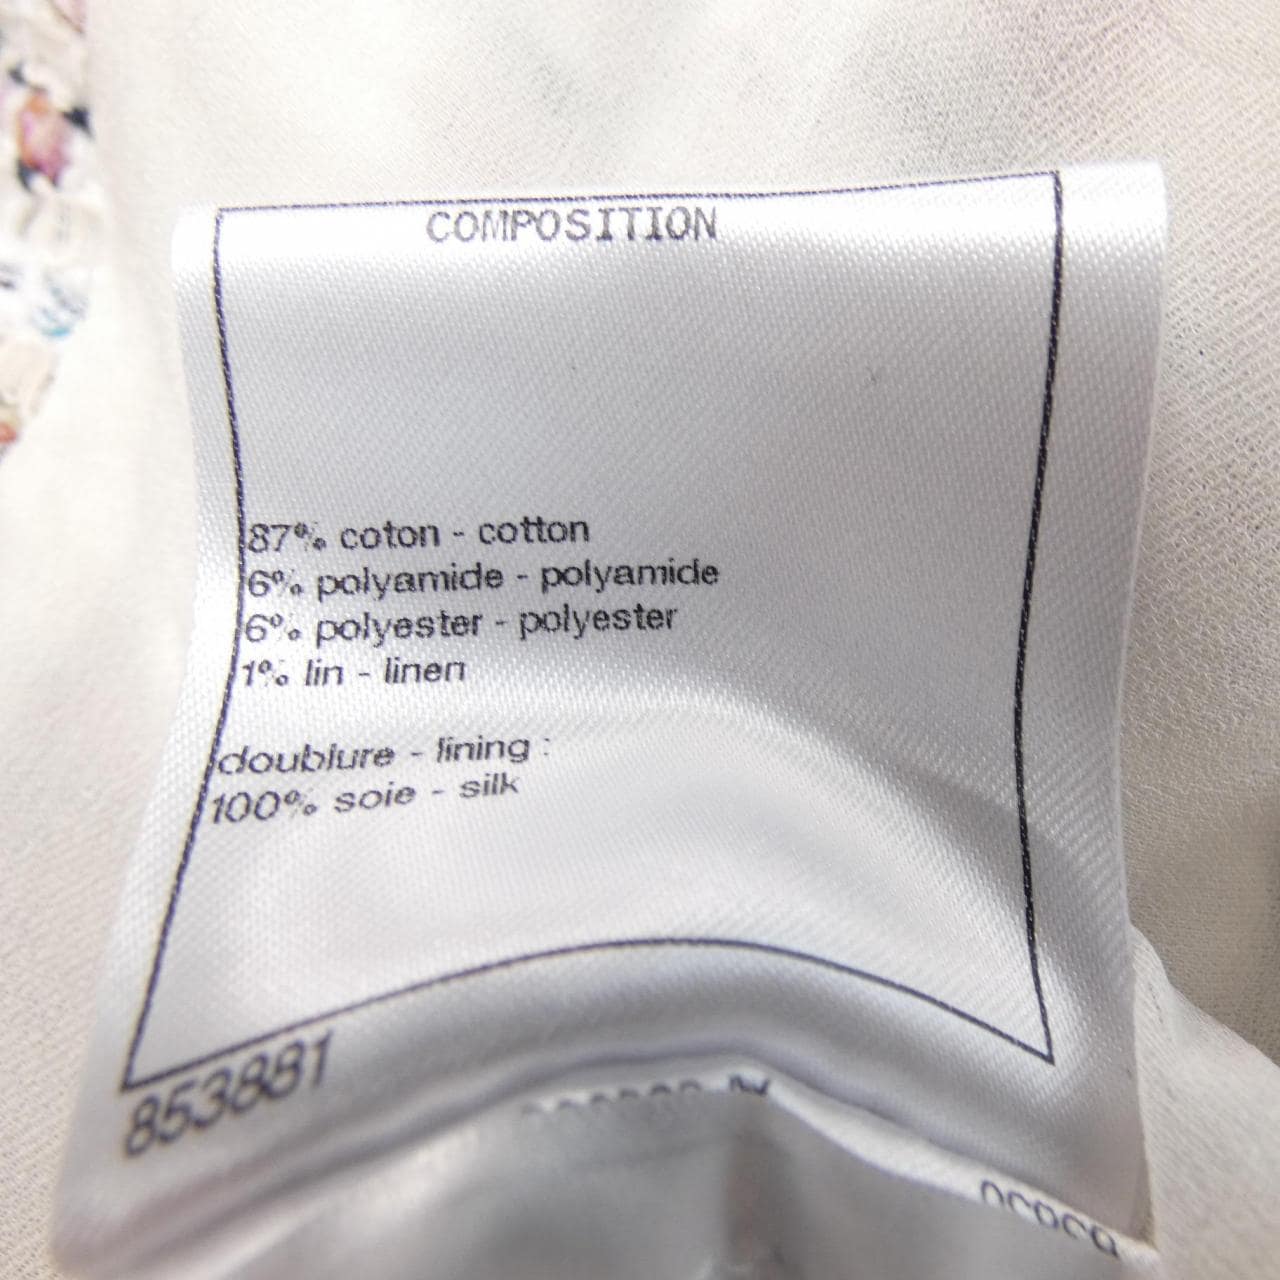 COMPOSITION
87% coton - cotton
6% polyamide - polyamide
6% polyester - polyester
1% lin - linen
doublure - lining :
100% soie - silk
853881